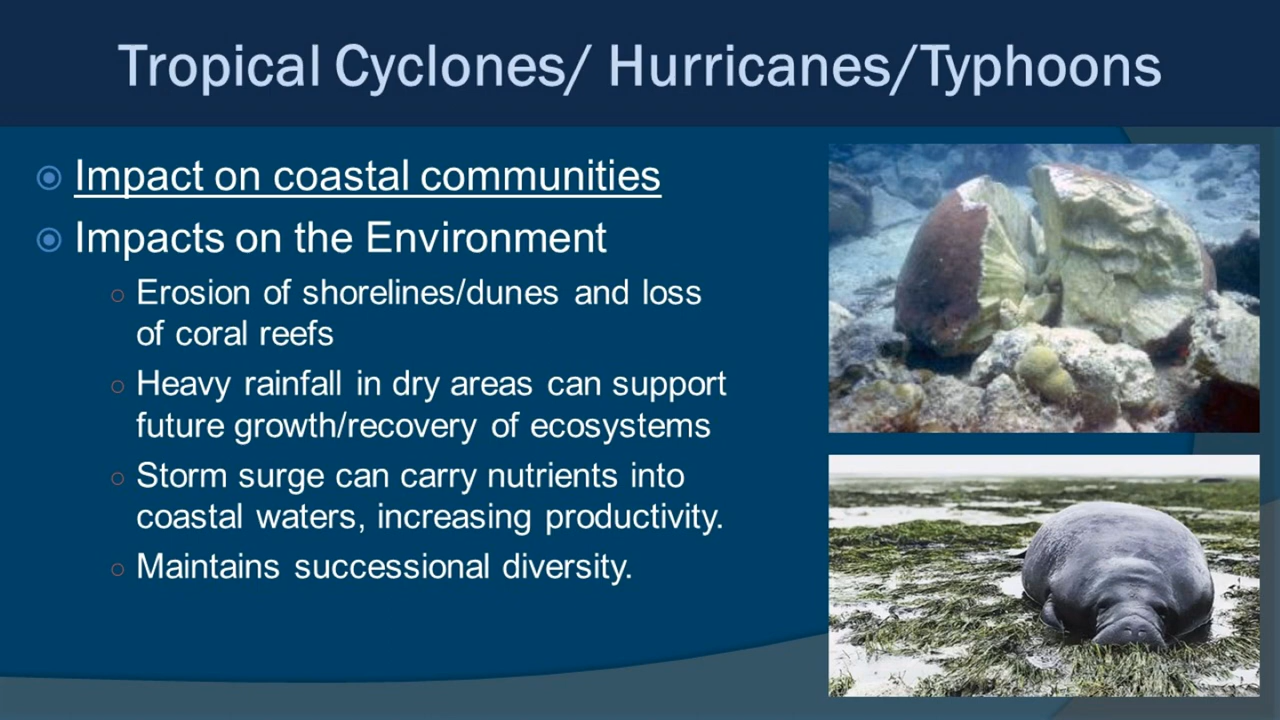 Tropical Cyclones/ Hurricanes/Typhoons
Impact on coastal communities
Impacts on the Environment
Erosion of shorelines/dunes and loss
of coral reefs
Heavy rainfall in dry areas can support
future growth/recovery of ecosystems
Storm surge can carry nutrients into
coastal waters, increasing productivity.
Maintains successional diversity.